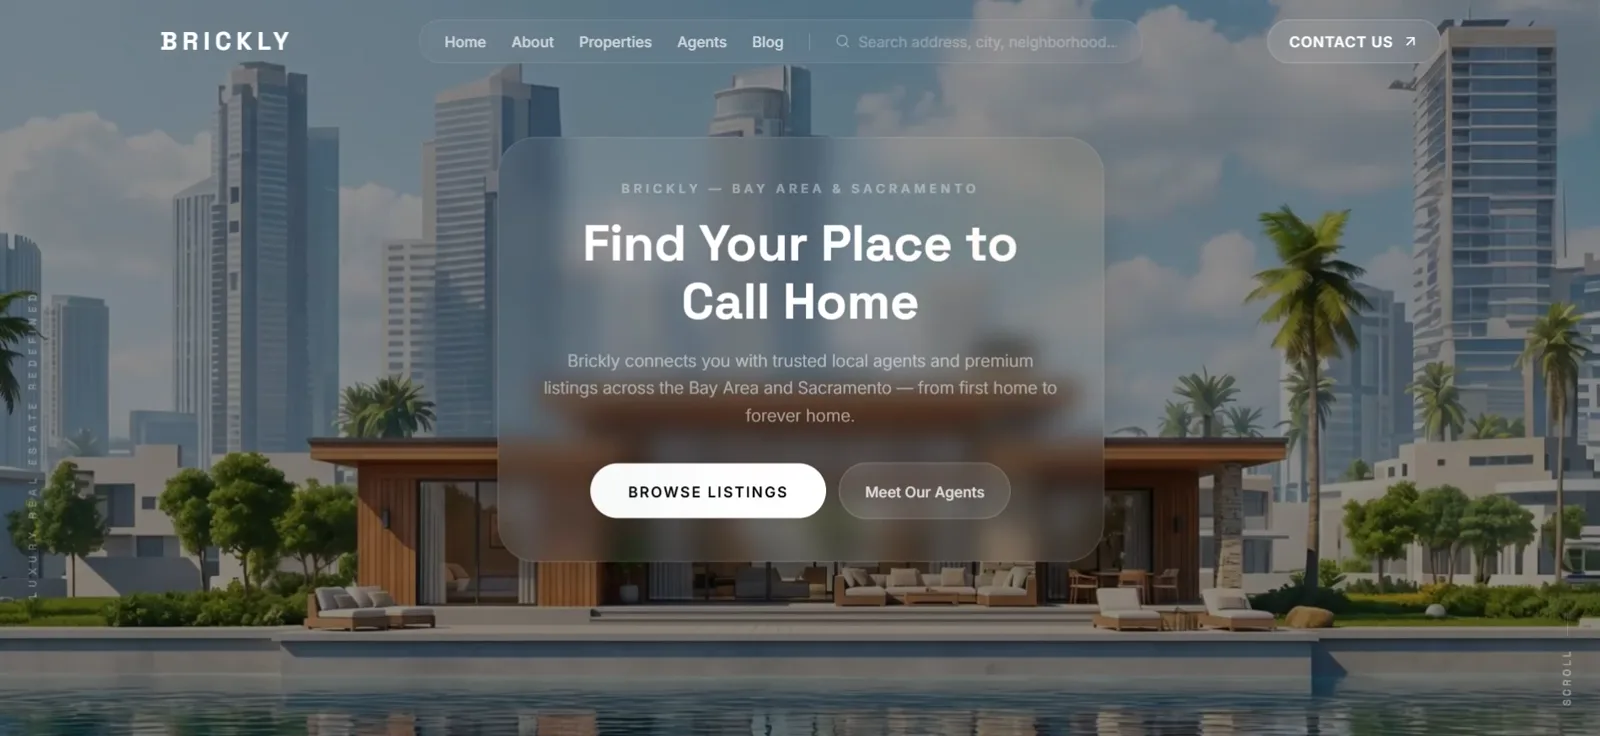 BRICKLY
Home About Properties Agents Blog Search address, city, neighborhood...
CONTACT US
BRICKLY — BAY AREA & SACRAMENTO
Find Your Place to
Call Home
Brickly connects you with trusted local agents and premium
listings across the Bay Area and Sacramento — from first home to
forever home.
BROWSE LISTINGS
Meet Our Agents
LUXURY REAL ESTATE REDEFINED
SCROLL